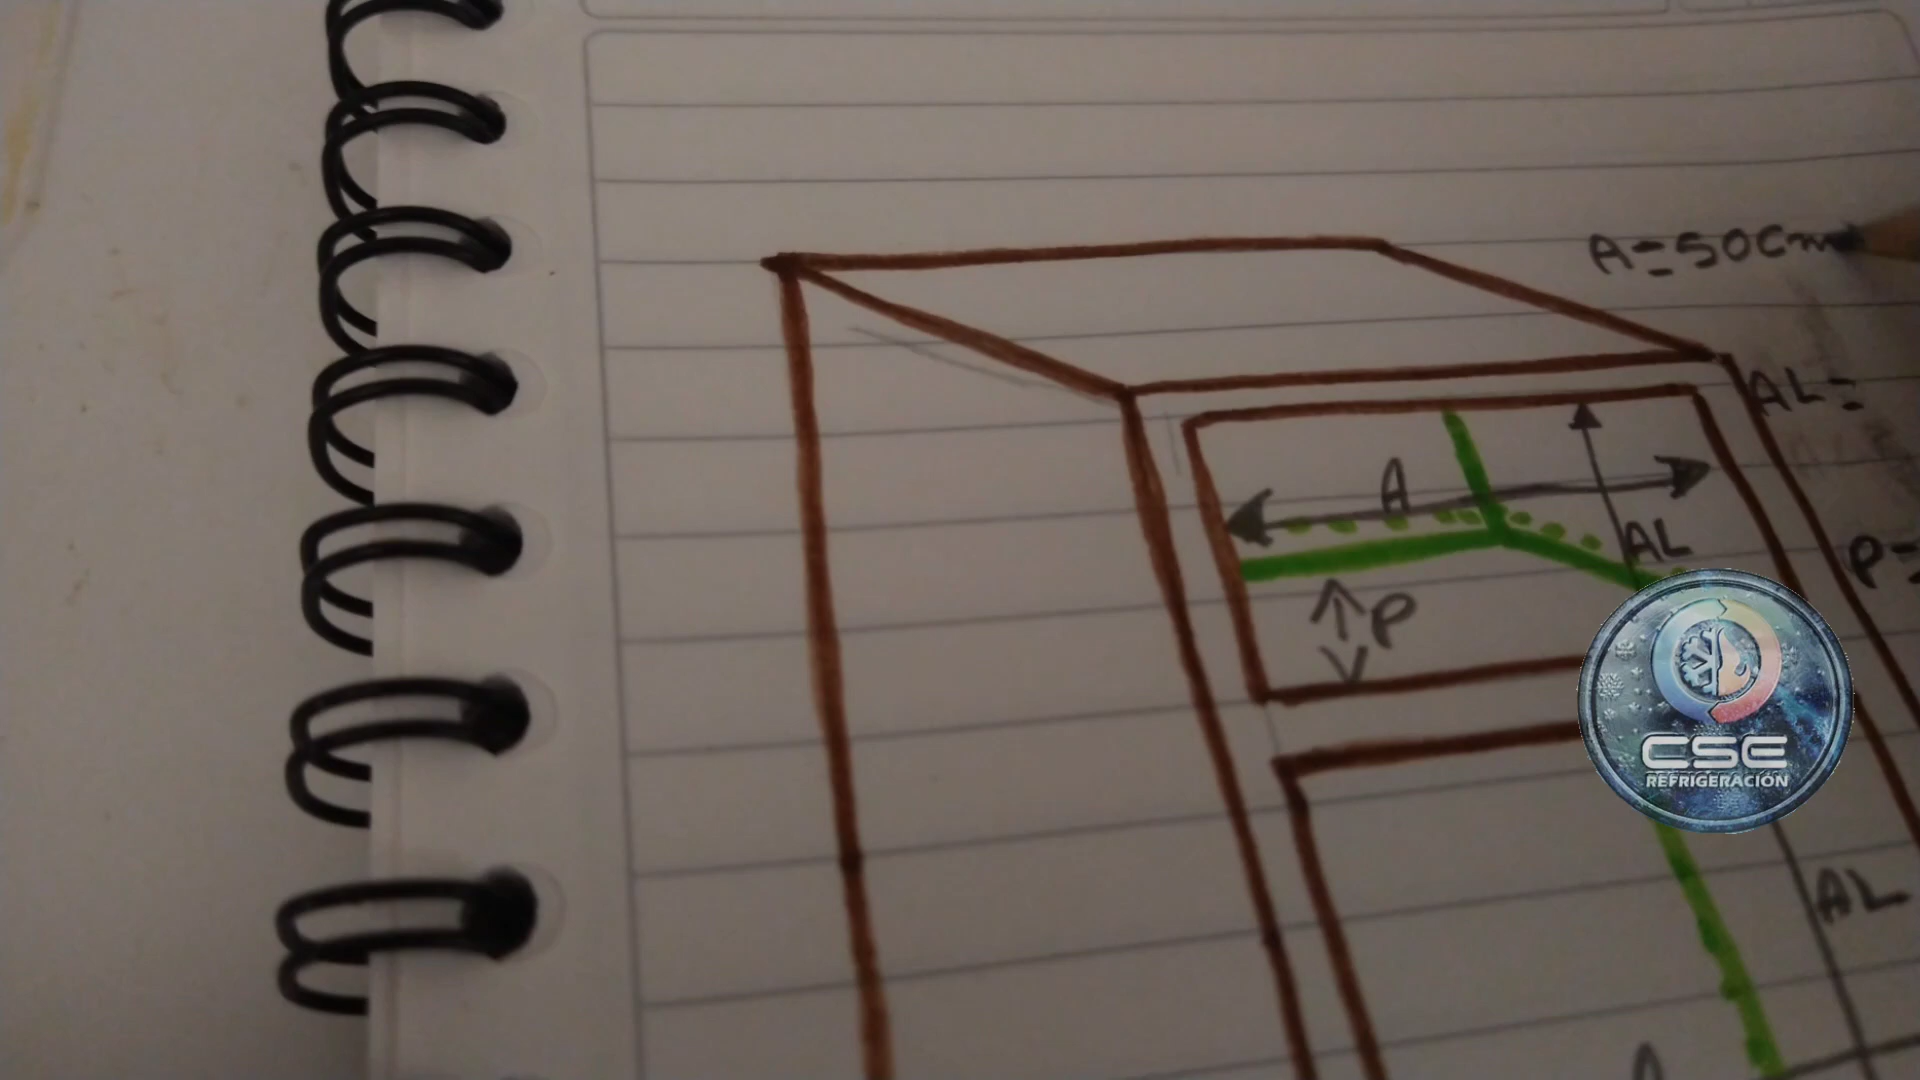 A=50cm
AL=
A
AL
P=
P
CSE
REFRIGERACIÓN
AL
A